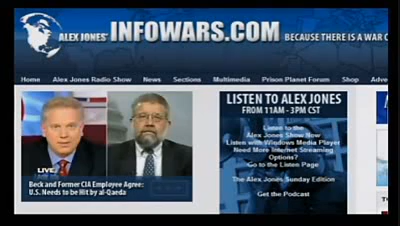 ALEX JONES' INFOWARS.COM
BECAUSE THERE IS A WAR
Home Alex Jones Radio Show News Sections Multimedia Prison Planet Forum Shop
LIVE
Beck and Former CIA Employee Agree:
U.S. Needs to be Hit by al-Qaeda
LISTEN TO ALEX JONES
FROM 11AM - 3PM CST
Listen to the
Alex Jones Show Now
Listen with Windows Media Player
Need More Internet Streaming
Options?
Go to the Listen Page
The Alex Jones Sunday Edition
Get the Podcast